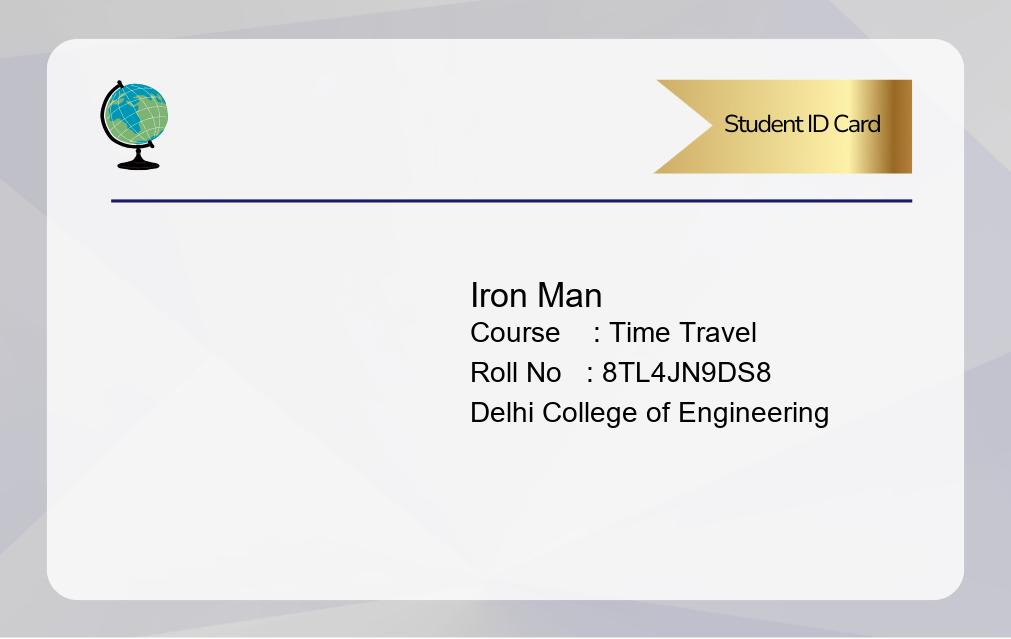 Student ID Card
Iron Man
Course : Time Travel
Roll No : 8TL4JN9DS8
Delhi College of Engineering